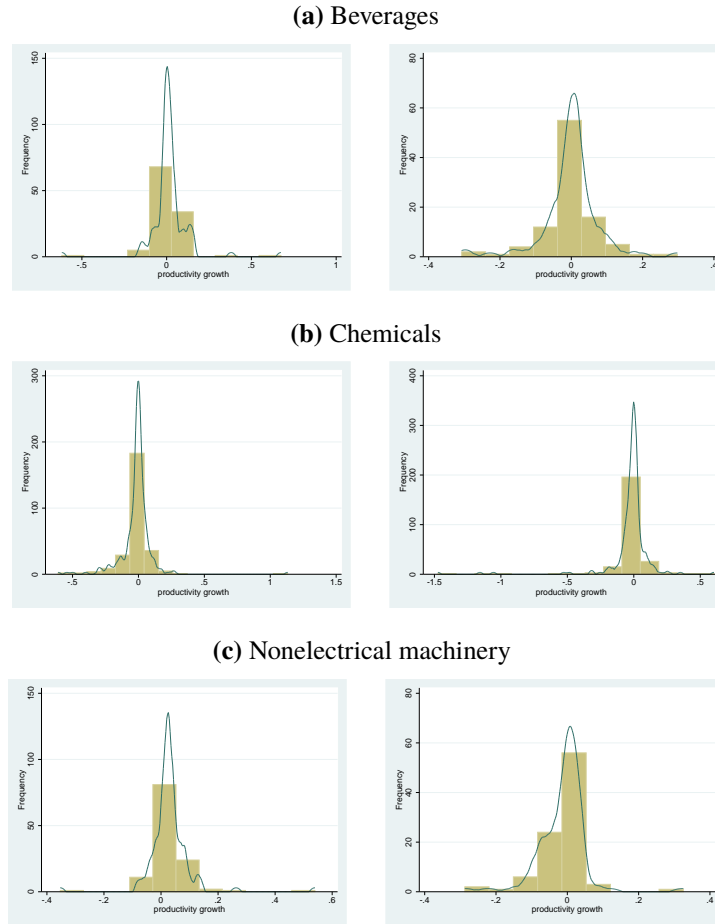 (a) Beverages
Frequency
0 50 100 150
-.5 0 .5 1
productivity growth
Frequency
0 20 40 60 80
-.4 -.2 0 .2 .4
productivity growth
(b) Chemicals
Frequency
0 100 200 300
-.5 0 .5 1 1.5
productivity growth
Frequency
0 100 200 300 400
-1.5 -1 -.5 0 .5
productivity growth
(c) Nonelectrical machinery
Frequency
0 50 100 150
-.4 -.2 0 .2 .4 .6
productivity growth
Frequency
0 20 40 60 80
-.4 -.2 0 .2 .4
productivity growth